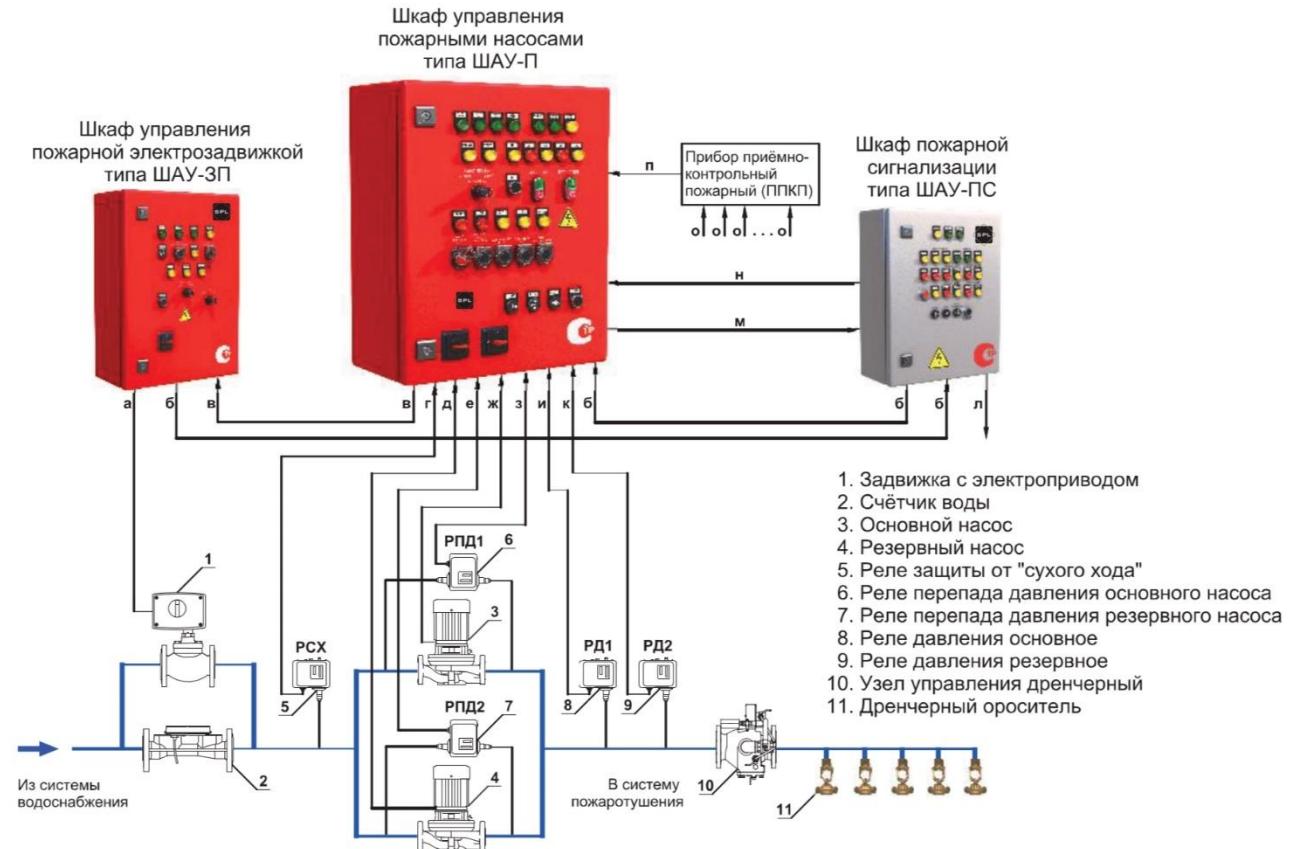 Шкаф управления
пожарными насосами
типа ШАУ-П
Шкаф управления
пожарной электрозадвижкой
типа ШАУ-ЗП
Прибор приёмно-
контрольный
пожарный (ППКП)
Шкаф пожарной
сигнализации
типа ШАУ-ПС
п
о о о . . . о
SPL
SPL
SPL
н
м
а б в
в г д е ж з и к б
б б л
1. Задвижка с электроприводом
2. Счётчик воды
3. Основной насос
4. Резервный насос
5. Реле защиты от "сухого хода"
6. Реле перепада давления основного насоса
7. Реле перепада давления резервного насоса
8. Реле давления основное
9. Реле давления резервное
10. Узел управления дренчерный
11. Дренчерный ороситель
РПД1 6
1
3
РСХ
5
РПД2 7
4
РД1 РД2
8 9
2
10
11
Из системы
водоснабжения
В систему
пожаротушения